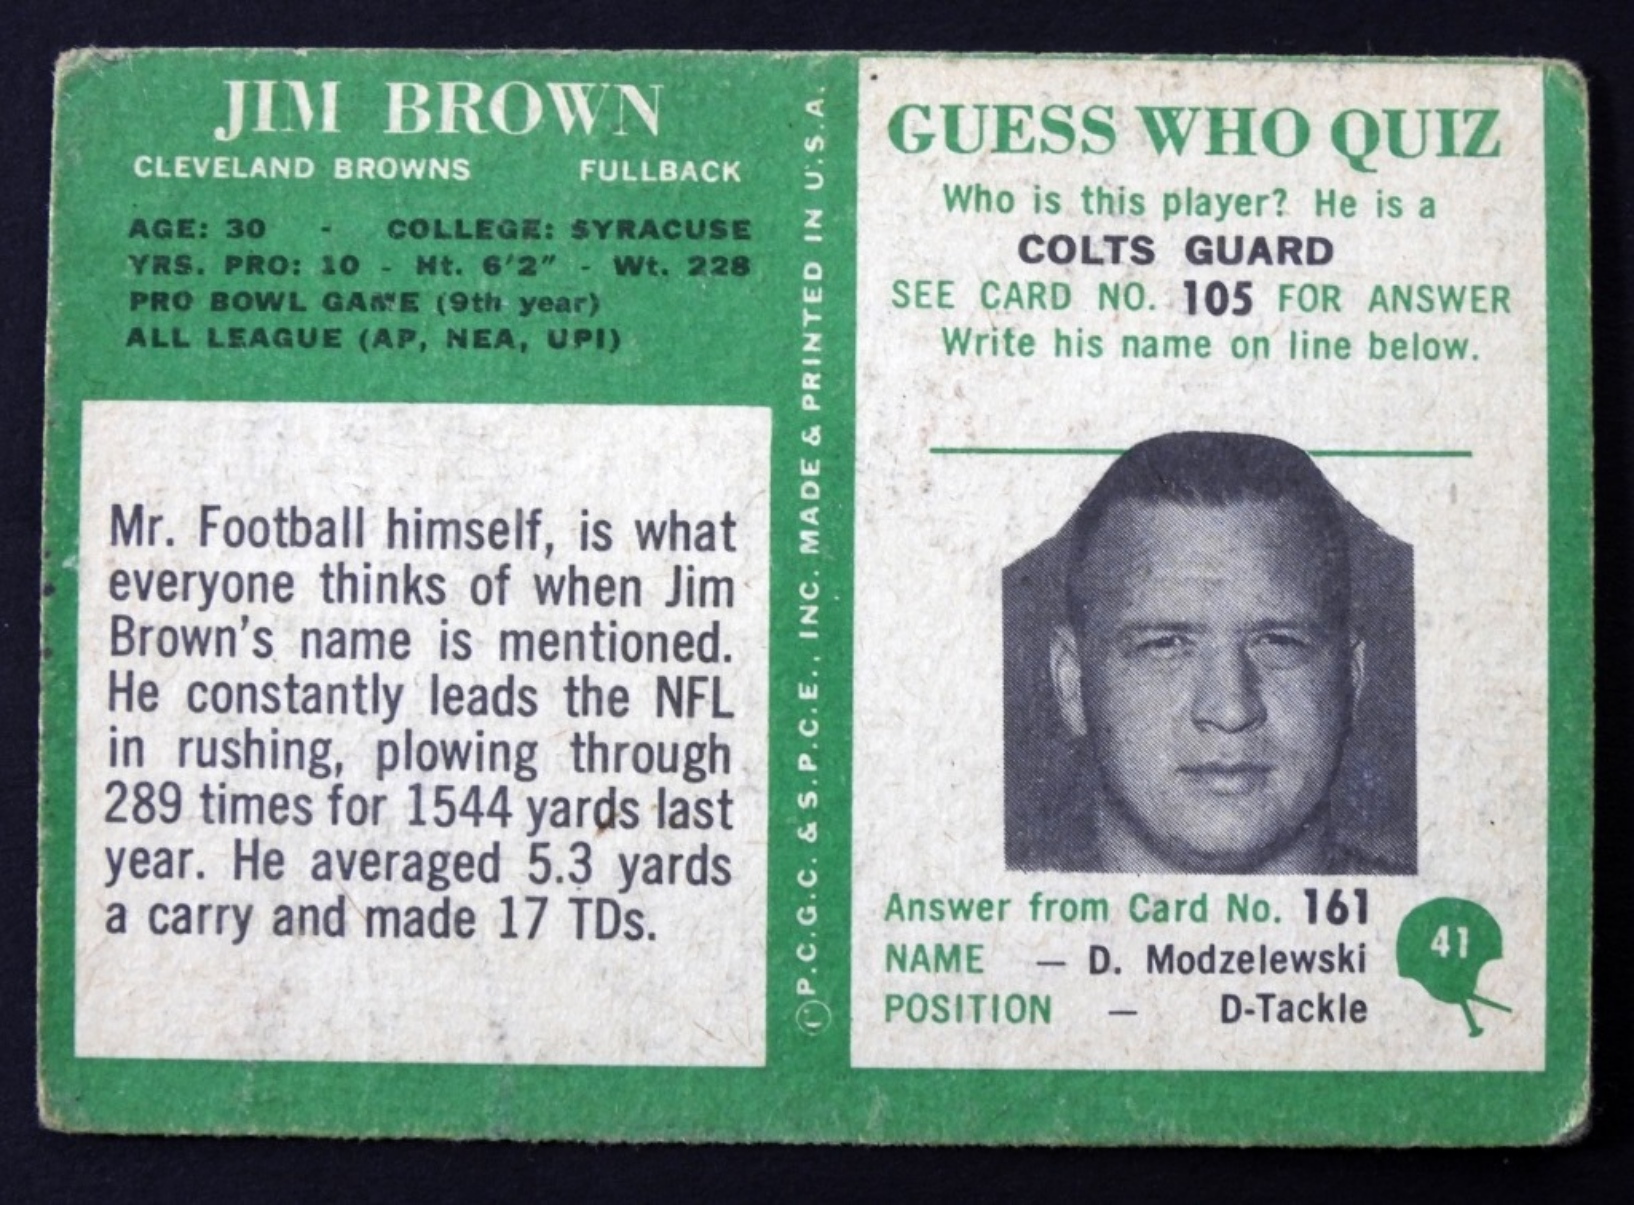 JIM BROWN
CLEVELAND BROWNS FULLBACK
AGE: 30 - COLLEGE: SYRACUSE
YRS. PRO: 10 - Ht. 6'2" - Wt. 228
PRO BOWL GAME (9th year)
ALL LEAGUE (AP, NEA, UPI)
Mr. Football himself, is what
everyone thinks of when Jim
Brown's name is mentioned.
He constantly leads the NFL
in rushing, plowing through
289 times for 1544 yards last
year. He averaged 5.3 yards
a carry and made 17 TDs.
© P.C.G.C. & S.P.C.E., INC. MADE & PRINTED IN U.S.A.
GUESS WHO QUIZ
Who is this player? He is a
COLTS GUARD
SEE CARD NO. 105 FOR ANSWER
Write his name on line below.
Answer from Card No. 161
NAME — D. Modzelewski
POSITION — D-Tackle
41